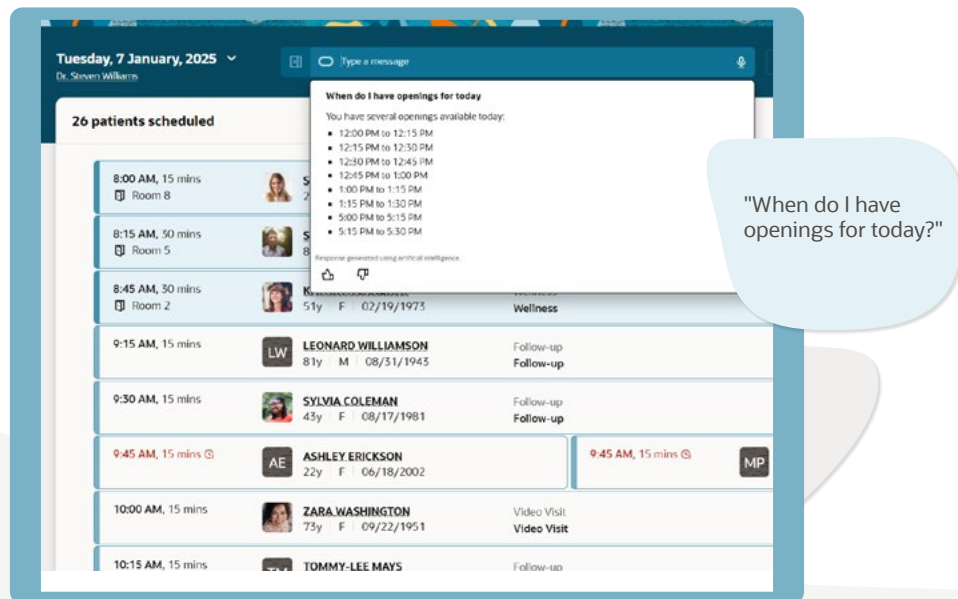 Tuesday, 7 January, 2025
Dr. Steven Williams
Type a message
26 patients scheduled
When do I have openings for today
You have several openings available today:
12:00 PM to 12:15 PM
12:15 PM to 12:30 PM
12:30 PM to 12:45 PM
12:45 PM to 1:00 PM
1:00 PM to 1:15 PM
1:15 PM to 1:30 PM
5:00 PM to 5:15 PM
5:15 PM to 5:30 PM
Response generated using artificial intelligence.
"When do I have
openings for today?"
8:00 AM, 15 mins
Room 8
8:15 AM, 30 mins
Room 5
8:45 AM, 30 mins
Room 2
51y F 02/19/1973
Wellness
9:15 AM, 15 mins
LW
LEONARD WILLIAMSON
81y M 08/31/1943
Follow-up
Follow-up
9:30 AM, 15 mins
SYLVIA COLEMAN
43y F 08/17/1981
Follow-up
Follow-up
9:45 AM, 15 mins
AE
ASHLEY ERICKSON
22y F 06/18/2002
9:45 AM, 15 mins
MP
10:00 AM, 15 mins
ZARA WASHINGTON
73y F 09/22/1951
Video Visit
Video Visit
10:15 AM, 15 mins
TM
TOMMY-LEE MAYS
Follow-up